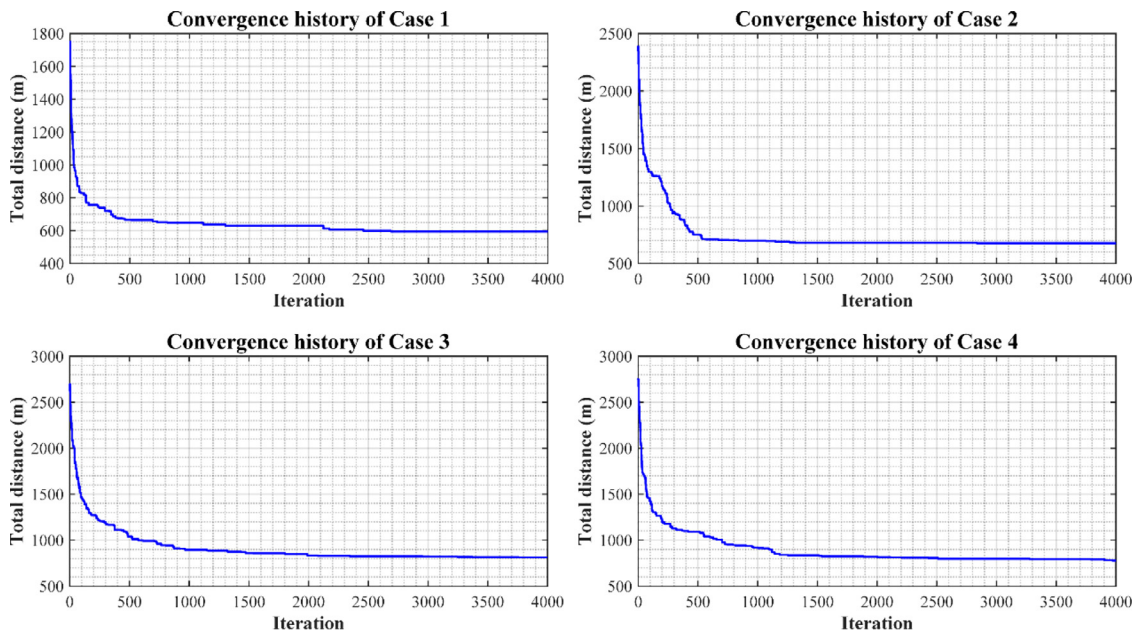 Convergence history of Case 1
Total distance (m)
1800
1600
1400
1200
1000
800
600
400
0 500 1000 1500 2000 2500 3000 3500 4000
Iteration
Convergence history of Case 2
Total distance (m)
2500
2000
1500
1000
500
0 500 1000 1500 2000 2500 3000 3500 4000
Iteration
Convergence history of Case 3
Total distance (m)
3000
2500
2000
1500
1000
500
0 500 1000 1500 2000 2500 3000 3500 4000
Iteration
Convergence history of Case 4
Total distance (m)
3000
2500
2000
1500
1000
500
0 500 1000 1500 2000 2500 3000 3500 4000
Iteration